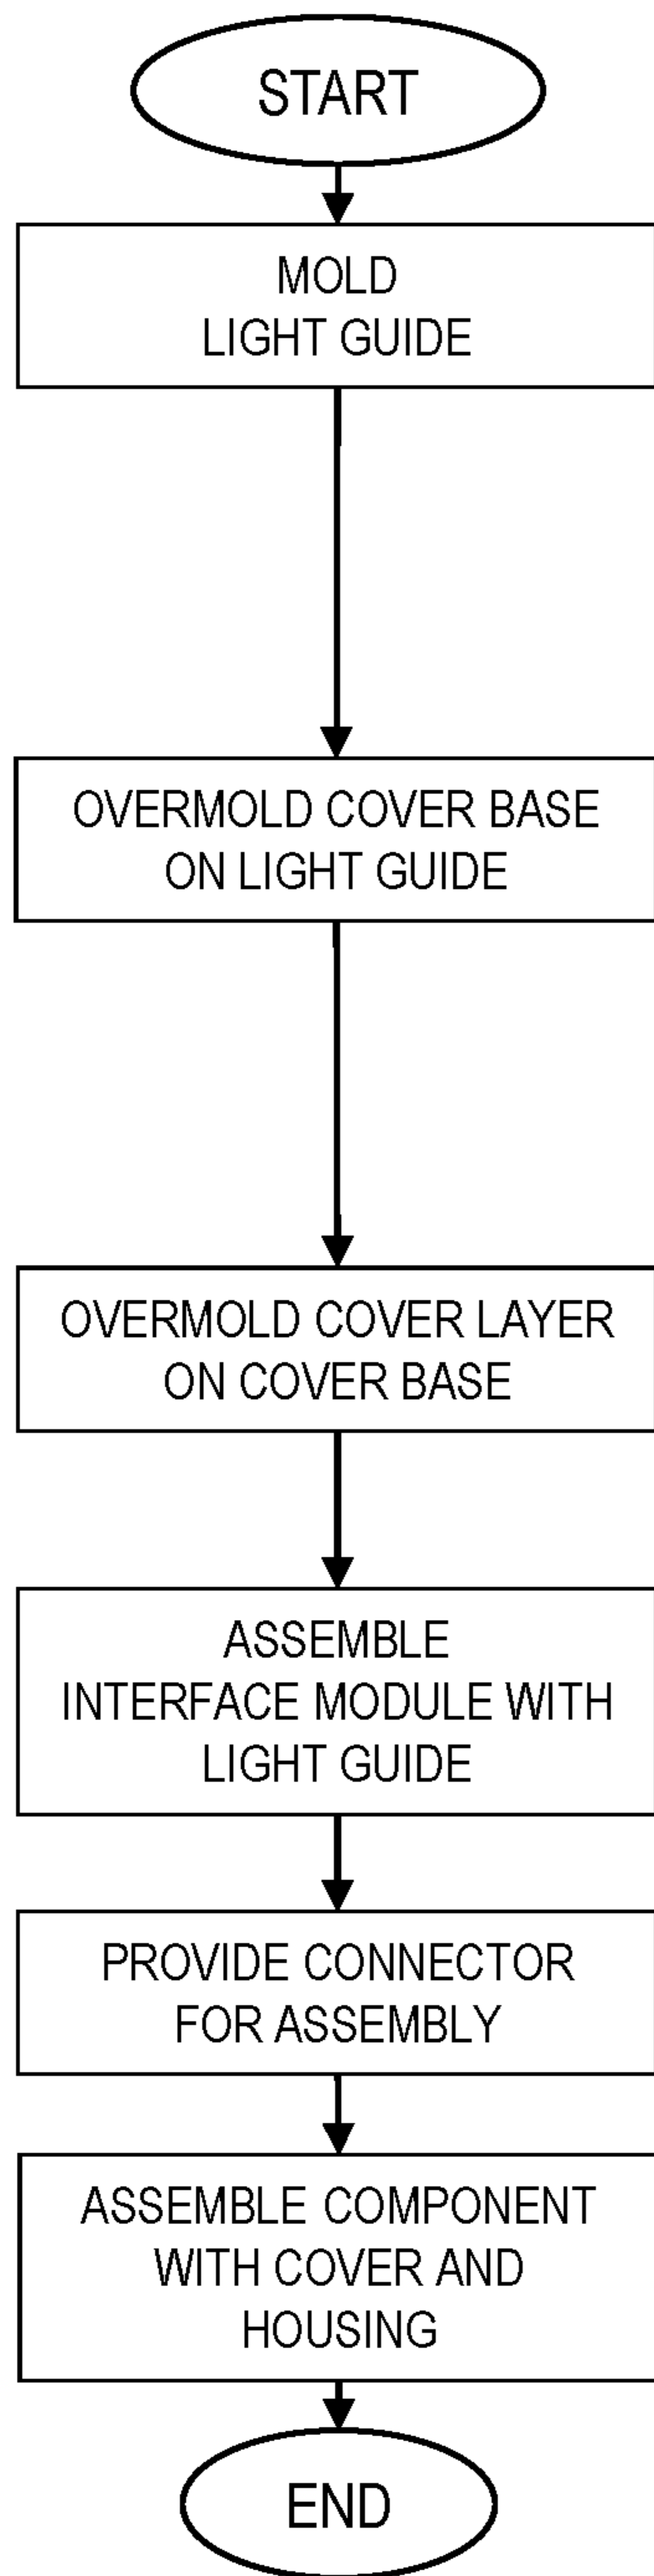 START
MOLD
LIGHT GUIDE
OVERMOLD COVER BASE
ON LIGHT GUIDE
OVERMOLD COVER LAYER
ON COVER BASE
ASSEMBLE
INTERFACE MODULE WITH
LIGHT GUIDE
PROVIDE CONNECTOR
FOR ASSEMBLY
ASSEMBLE COMPONENT
WITH COVER AND
HOUSING
END